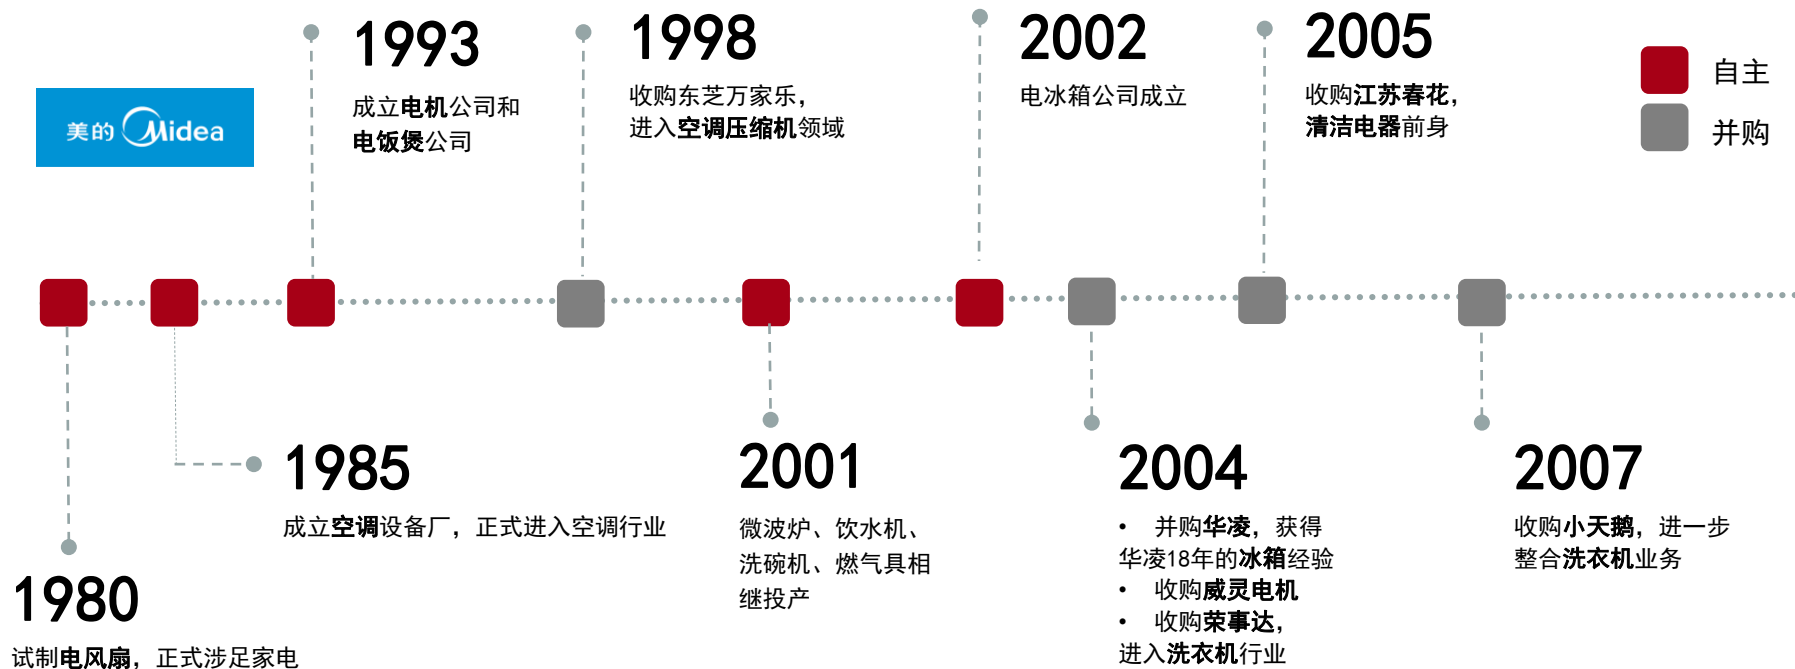 美的 Midea
1993
成立电机公司和
电饭煲公司
1998
收购东芝万家乐，
进入空调压缩机领域
2002
电冰箱公司成立
2005
收购江苏春花，
清洁电器前身
自主
并购
1980
试制电风扇，正式涉足家电
1985
成立空调设备厂，正式进入空调行业
2001
微波炉、饮水机、
洗碗机、燃气具相
继投产
2004
• 并购华凌，获得
华凌18年的冰箱经验
• 收购威灵电机
• 收购荣事达，
进入洗衣机行业
2007
收购小天鹅，进一步
整合洗衣机业务